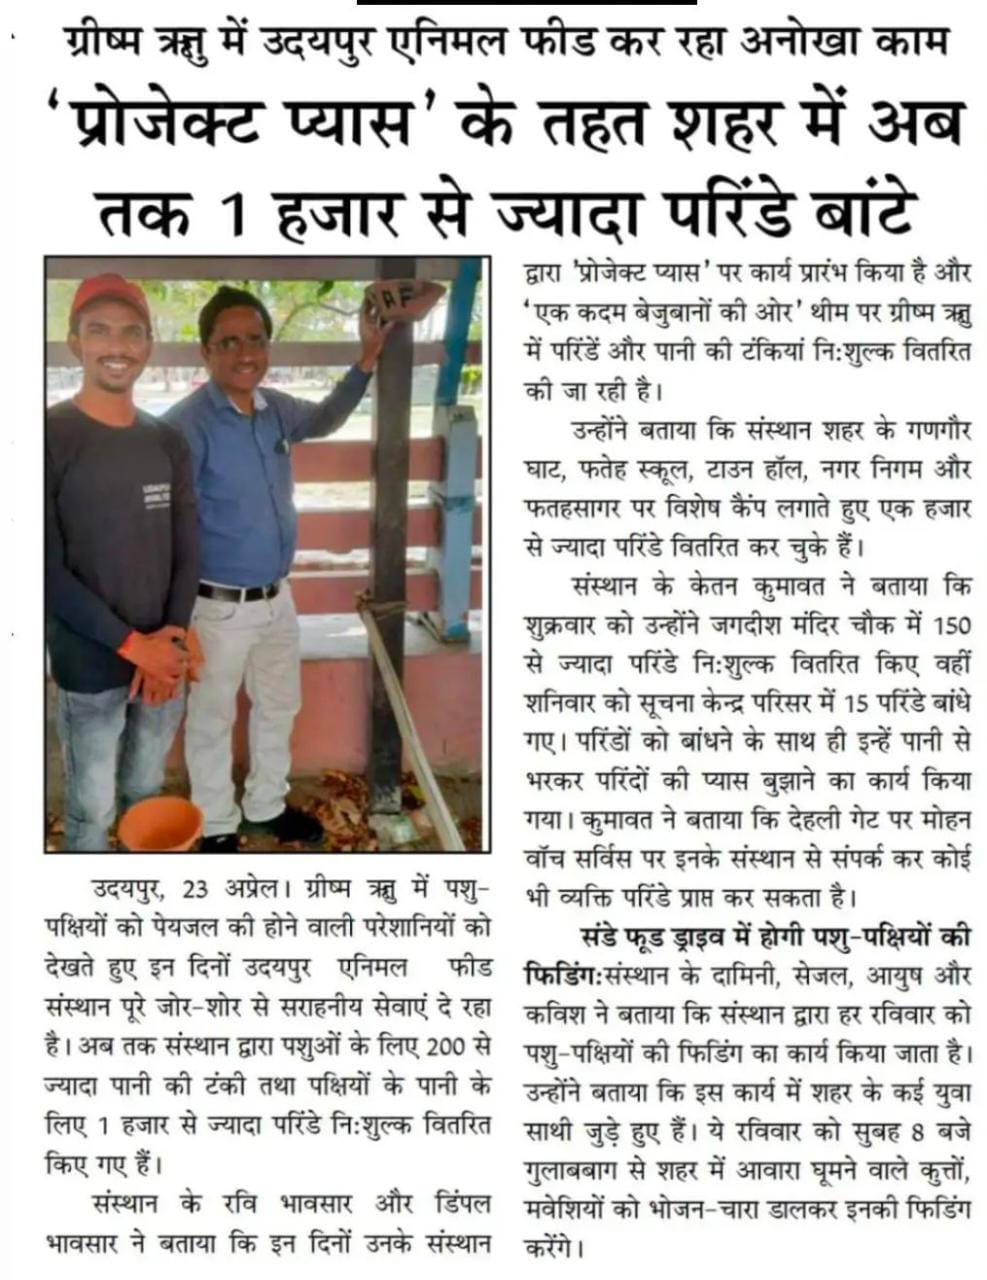 ग्रीष्म ऋतु में उदयपुर एनिमल फीड कर रहा अनोखा काम
‘प्रोजेक्ट प्यास’ के तहत शहर में अब
तक 1 हजार से ज्यादा परिंडे बांटे
उदयपुर, 23 अप्रेल। ग्रीष्म ऋतु में पशु-
पक्षियों को पेयजल की होने वाली परेशानियों को
देखते हुए इन दिनों उदयपुर एनिमल फीड
संस्थान पूरे जोर-शोर से सराहनीय सेवाएं दे रहा
है। अब तक संस्थान द्वारा पशुओं के लिए 200 से
ज्यादा पानी की टंकी तथा पक्षियों के पानी के
लिए 1 हजार से ज्यादा परिंडे नि:शुल्क वितरित
किए गए हैं।
संस्थान के रवि भावसार और डिंपल
भावसार ने बताया कि इन दिनों उनके संस्थान
द्वारा 'प्रोजेक्ट प्यास' पर कार्य प्रारंभ किया है और
‘एक कदम बेजुबानों की ओर’ थीम पर ग्रीष्म ऋतु
में परिंडें और पानी की टंकियां नि:शुल्क वितरित
की जा रही है।
उन्होंने बताया कि संस्थान शहर के गणगौर
घाट, फतेह स्कूल, टाउन हॉल, नगर निगम और
फतहसागर पर विशेष कैंप लगाते हुए एक हजार
से ज्यादा परिंडे वितरित कर चुके हैं।
संस्थान के केतन कुमावत ने बताया कि
शुक्रवार को उन्होंने जगदीश मंदिर चौक में 150
से ज्यादा परिंडे नि:शुल्क वितरित किए वहीं
शनिवार को सूचना केन्द्र परिसर में 15 परिंडे बांधे
गए। परिंडों को बांधने के साथ ही इन्हें पानी से
भरकर परिंदों की प्यास बुझाने का कार्य किया
गया। कुमावत ने बताया कि देहली गेट पर मोहन
वॉच सर्विस पर इनके संस्थान से संपर्क कर कोई
भी व्यक्ति परिंडे प्राप्त कर सकता है।
संडे फूड ड्राइव में होगी पशु-पक्षियों की
फिडिंग:संस्थान के दामिनी, सेजल, आयुष और
कविश ने बताया कि संस्थान द्वारा हर रविवार को
पशु-पक्षियों की फिडिंग का कार्य किया जाता है।
उन्होंने बताया कि इस कार्य में शहर के कई युवा
साथी जुड़े हुए हैं। ये रविवार को सुबह 8 बजे
गुलाबबाग से शहर में आवारा घूमने वाले कुत्तों,
मवेशियों को भोजन-चारा डालकर इनकी फिडिंग
करेंगे।